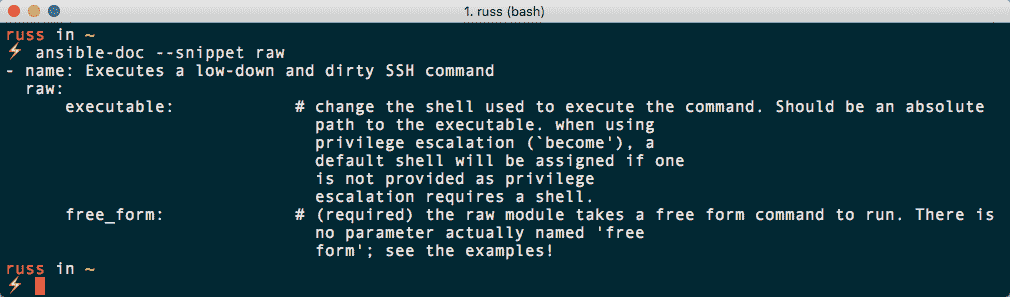 1. russ (bash)
russ in ~
⚡ ansible-doc --snippet raw
- name: Executes a low-down and dirty SSH command
  raw:
      executable:            # change the shell used to execute the command. Should be an absolute
                               path to the executable. when using
                               privilege escalation (`become'), a
                               default shell will be assigned if one
                               is not provided as privilege
                               escalation requires a shell.
      free_form:             # (required) the raw module takes a free form command to run. There is
                               no parameter actually named 'free
                               form'; see the examples!
russ in ~
⚡